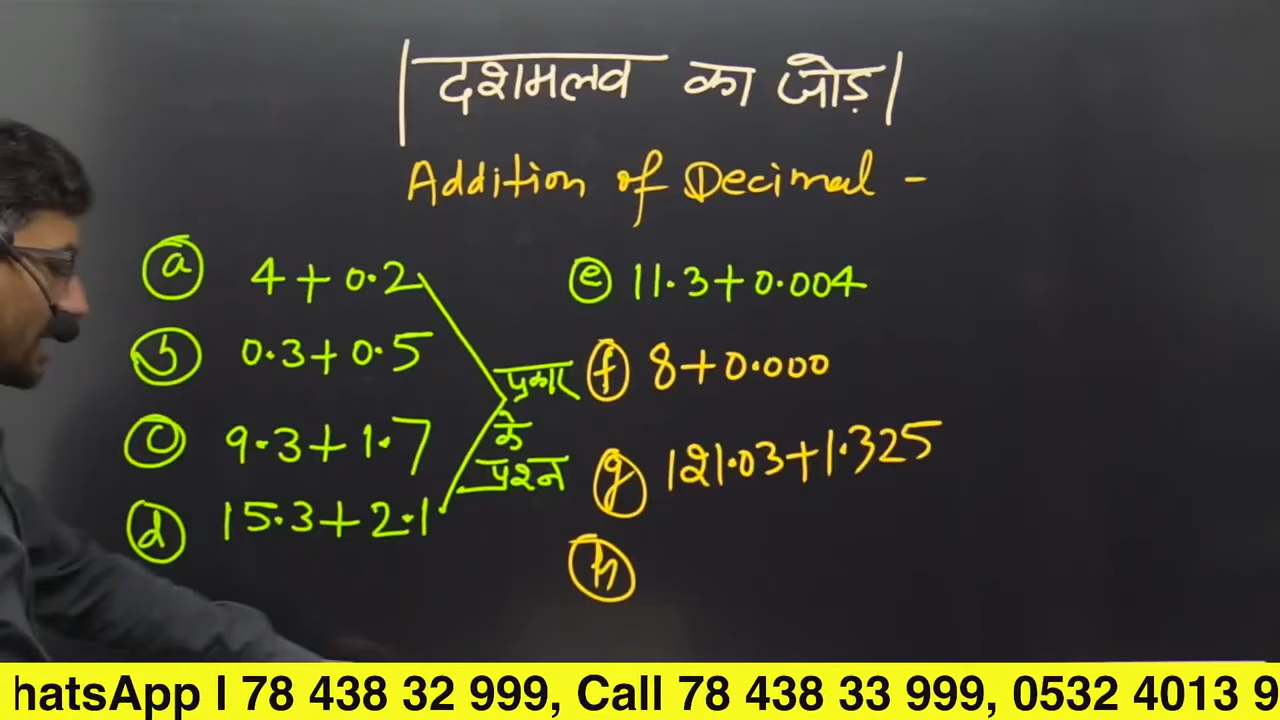 दशमलव का जोड़
Addition of Decimal -
a 4+0.2
b 0.3+0.5
c 9.3+1.7
d 15.3+2.1
प्रकार
के
प्रश्न
e 11.3+0.004
f 8+0.000
g 121.03+1.325
h
hatsApp I 78 438 32 999, Call 78 438 33 999, 0532 4013 9